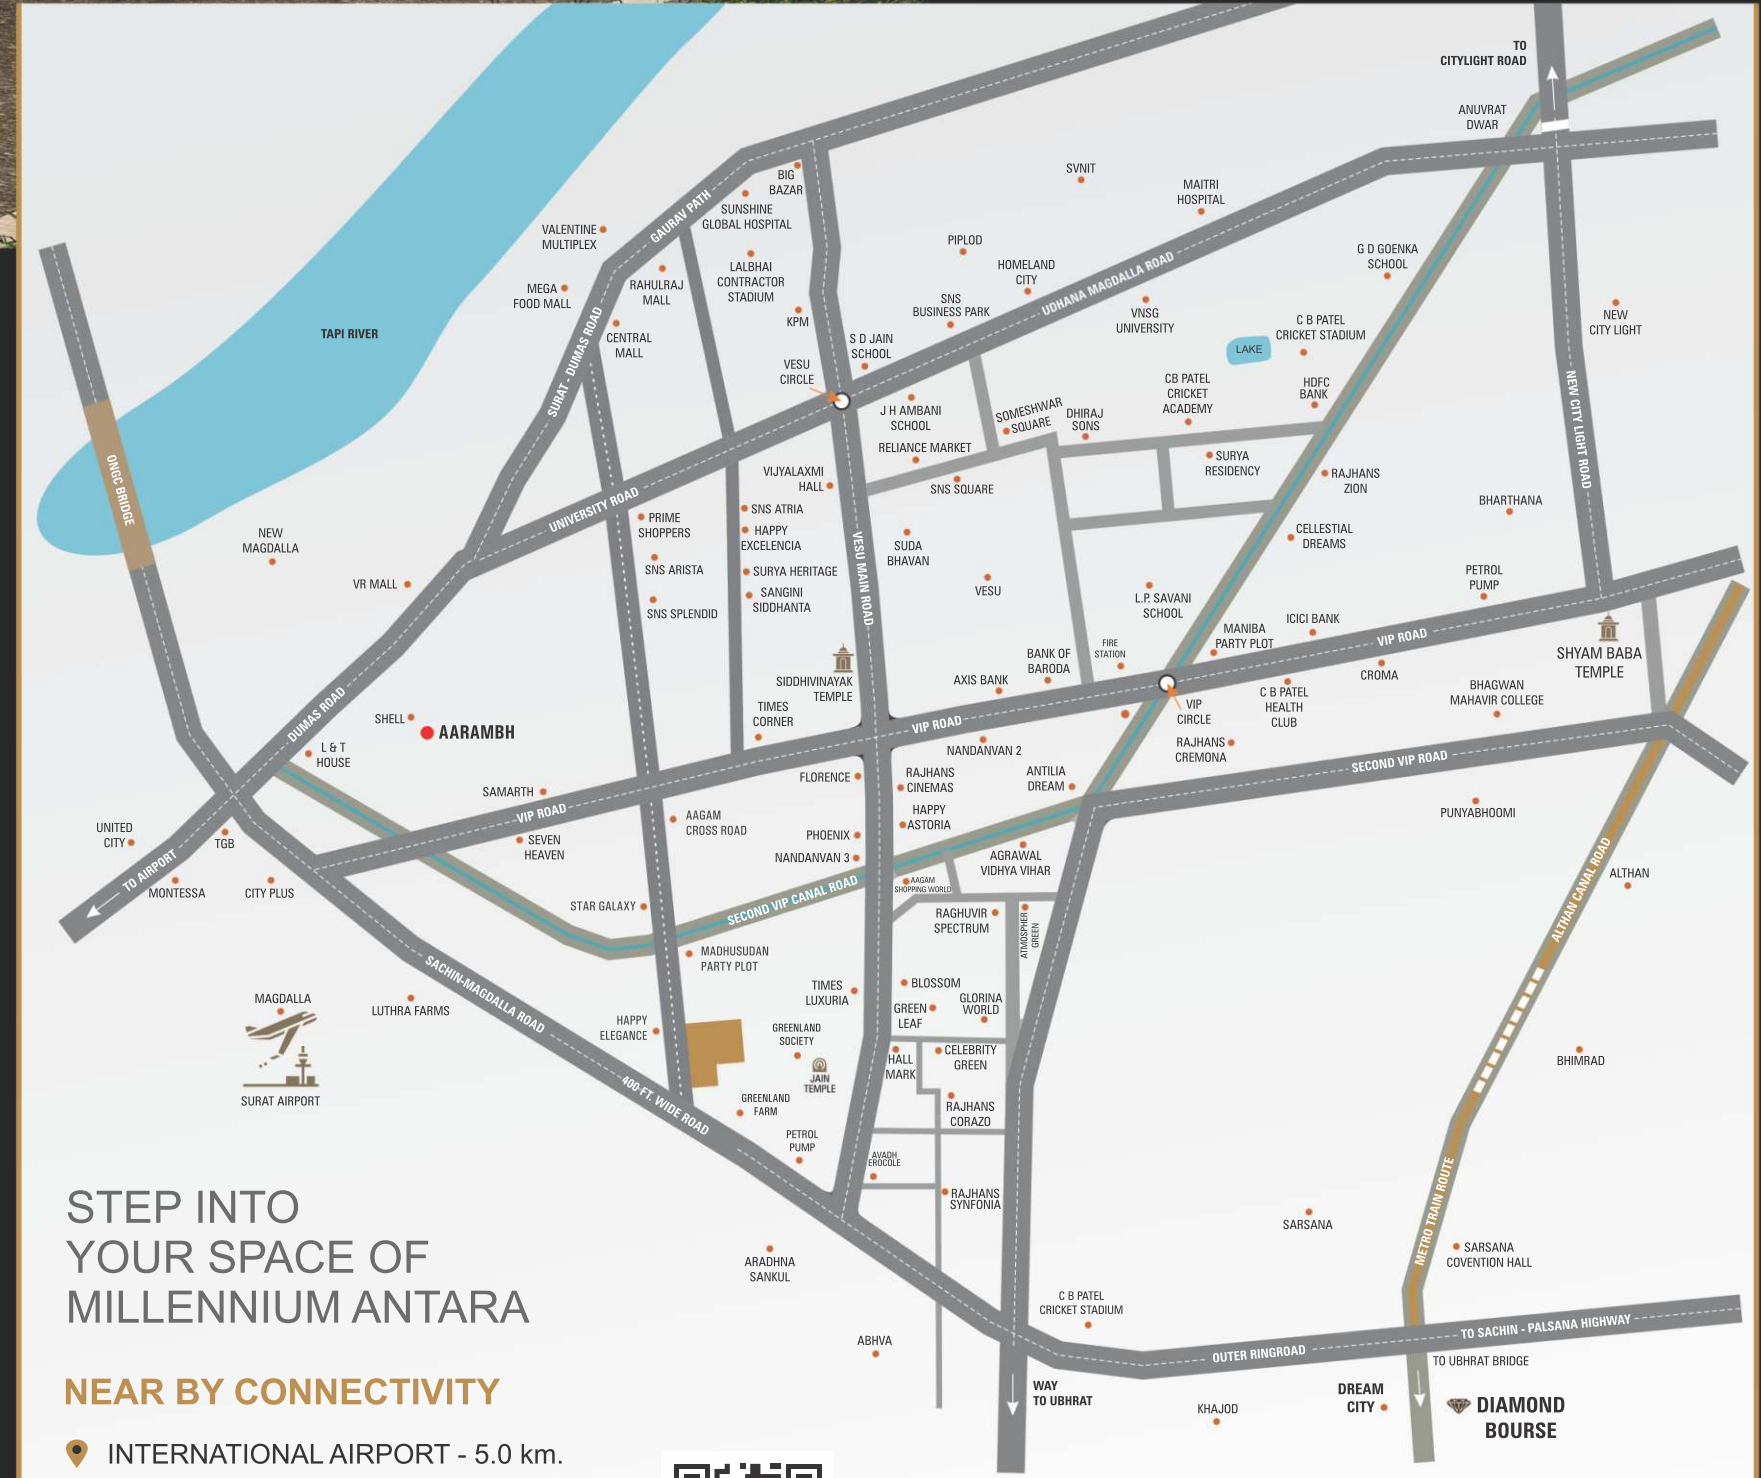 TO
CITYLIGHT ROAD
ANUVRAT
DWAR
BIG
BAZAR
SUNSHINE
GLOBAL HOSPITAL
GAURAV PATH
VALENTINE
MULTIPLEX
MEGA
FOOD MALL
RAHULRAJ
MALL
LALBHAI
CONTRACTOR
STADIUM
KPM
CENTRAL
MALL
SURAT - DUMAS ROAD
SVNIT
MAITRI
HOSPITAL
PIPLOD
HOMELAND
CITY
SNS
BUSINESS PARK
UDHANA MAGDALLA ROAD
VNSG
UNIVERSITY
G D GOENKA
SCHOOL
C B PATEL
CRICKET STADIUM
LAKE
NEW
CITY LIGHT
TAPI RIVER
S D JAIN
SCHOOL
VESU
CIRCLE
J H AMBANI
SCHOOL
SOMESHWAR
SQUARE
DHIRAJ
SONS
CB PATEL
CRICKET
ACADEMY
HDFC
BANK
NEW CITY LIGHT ROAD
RELIANCE MARKET
SNS SQUARE
SURYA
RESIDENCY
RAJHANS
ZION
ONGC BRIDGE
VIJYALAXMI
HALL
UNIVERSITY ROAD
SNS ATRIA
PRIME
SHOPPERS
HAPPY
EXCELENCIA
SNS ARISTA
SURYA HERITAGE
SANGINI
SIDDHANTA
SNS SPLENDID
VESU MAIN ROAD
SUDA
BHAVAN
VESU
CELLESTIAL
DREAMS
BHARTHANA
NEW
MAGDALLA
VR MALL
PETROL
PUMP
L.P. SAVANI
SCHOOL
ICICI BANK
MANIBA
PARTY PLOT
VIP ROAD
FIRE
STATION
BANK OF
BARODA
AXIS BANK
SIDDHIVINAYAK
TEMPLE
TIMES
CORNER
SHYAM BABA
TEMPLE
CROMA
BHAGWAN
MAHAVIR COLLEGE
C B PATEL
HEALTH
CLUB
VIP
CIRCLE
VIP ROAD
NANDANVAN 2
RAJHANS
CREMONA
SECOND VIP ROAD
DUMAS ROAD
SHELL
AARAMBH
L & T
HOUSE
SAMARTH
FLORENCE
RAJHANS
CINEMAS
ANTILIA
DREAM
VIP ROAD
AAGAM
CROSS ROAD
HAPPY
ASTORIA
PHOENIX
PUNYABHOOMI
UNITED
CITY
TGB
SEVEN
HEAVEN
NANDANVAN 3
AGRAWAL
VIDHYA VIHAR
TO AIRPORT
MONTESSA
CITY PLUS
AAGAM
SHOPPING WORLD
ALTHAN CANAL ROAD
ALTHAN
STAR GALAXY
SECOND VIP CANAL ROAD
RAGHUVIR
SPECTRUM
ATMOSPHER
GREEN
MADHUSUDAN
PARTY PLOT
SACHIN-MAGDALLA ROAD
TIMES
LUXURIA
BLOSSOM
GREEN
LEAF
GLORINA
WORLD
MAGDALLA
LUTHRA FARMS
HAPPY
ELEGANCE
GREENLAND
SOCIETY
JAIN
TEMPLE
HALL
MARK
CELEBRITY
GREEN
BHIMRAD
SURAT AIRPORT
400-FT. WIDE ROAD
GREENLAND
FARM
RAJHANS
CORAZO
PETROL
PUMP
AVADH
EROCOLE
RAJHANS
SYNFONIA
METRO TRAIN ROUTE
SARSANA
SARSANA
COVENTION HALL
STEP INTO
YOUR SPACE OF
MILLENNIUM ANTARA
ARADHNA
SANKUL
C B PATEL
CRICKET STADIUM
ABHVA
OUTER RINGROAD
TO SACHIN - PALSANA HIGHWAY
TO UBHRAT BRIDGE
WAY
TO UBHRAT
DREAM
CITY
DIAMOND
BOURSE
KHAJOD
NEAR BY CONNECTIVITY
INTERNATIONAL AIRPORT - 5.0 km.